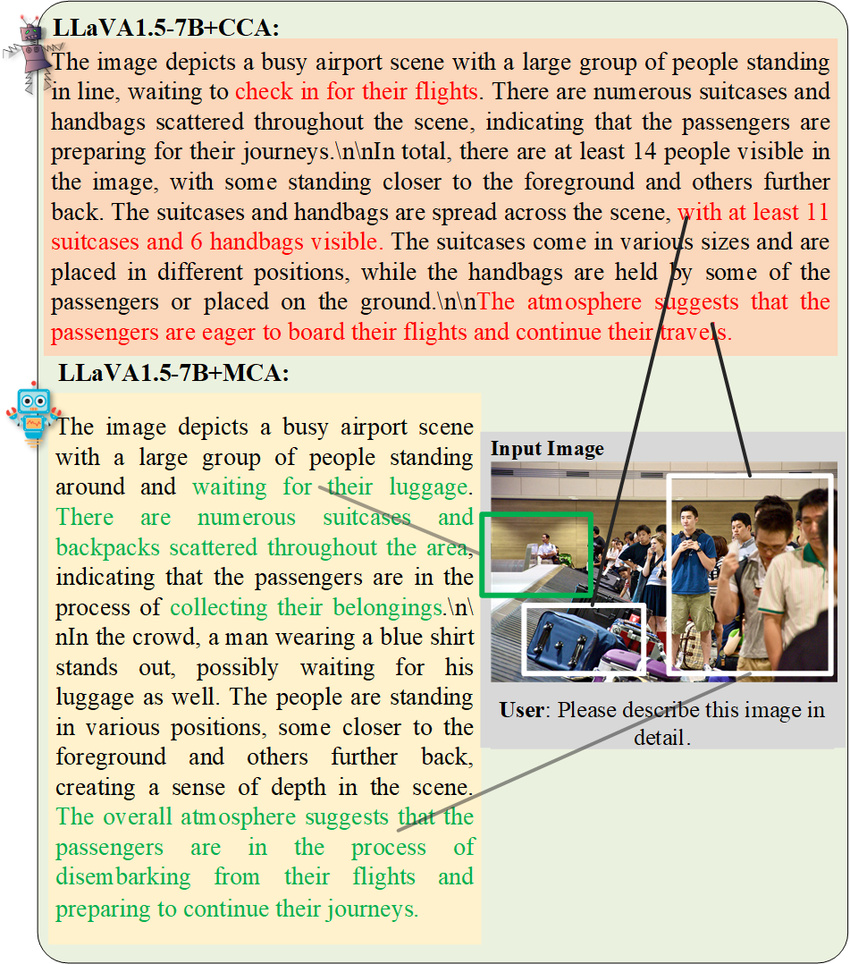 LLaVA1.5-7B+CCA:
The image depicts a busy airport scene with a large group of people standing
in line, waiting to check in for their flights. There are numerous suitcases and
handbags scattered throughout the scene, indicating that the passengers are
preparing for their journeys.\n\nIn total, there are at least 14 people visible in
the image, with some standing closer to the foreground and others further
back. The suitcases and handbags are spread across the scene, with at least 11
suitcases and 6 handbags visible. The suitcases come in various sizes and are
placed in different positions, while the handbags are held by some of the
passengers or placed on the ground.\n\nThe atmosphere suggests that the
passengers are eager to board their flights and continue their travels.
LLaVA1.5-7B+MCA:
The image depicts a busy airport scene
with a large group of people standing
around and waiting for their luggage.
There are numerous suitcases and
backpacks scattered throughout the area,
indicating that the passengers are in the
process of collecting their belongings.\n\
nIn the crowd, a man wearing a blue shirt
stands out, possibly waiting for his
luggage as well. The people are standing
in various positions, some closer to the
foreground and others further back,
creating a sense of depth in the scene.
The overall atmosphere suggests that the
passengers are in the process of
disembarking from their flights and
preparing to continue their journeys.
Input Image
User: Please describe this image in
detail.